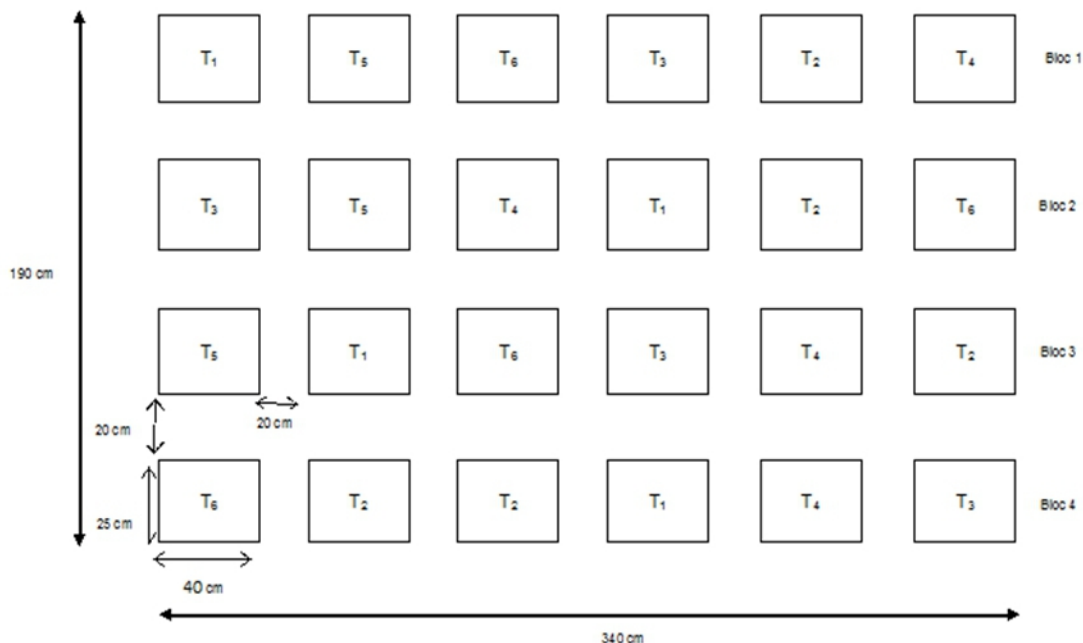 T₁ T₅ T₆ T₃ T₂ T₄ Bloc 1
T₃ T₅ T₄ T₁ T₂ T₆ Bloc 2
190 cm
T₅ T₁ T₆ T₃ T₄ T₂ Bloc 3
20 cm
20 cm
T₆ T₂ T₂ T₁ T₄ T₃ Bloc 4
25 cm
40 cm
340 cm